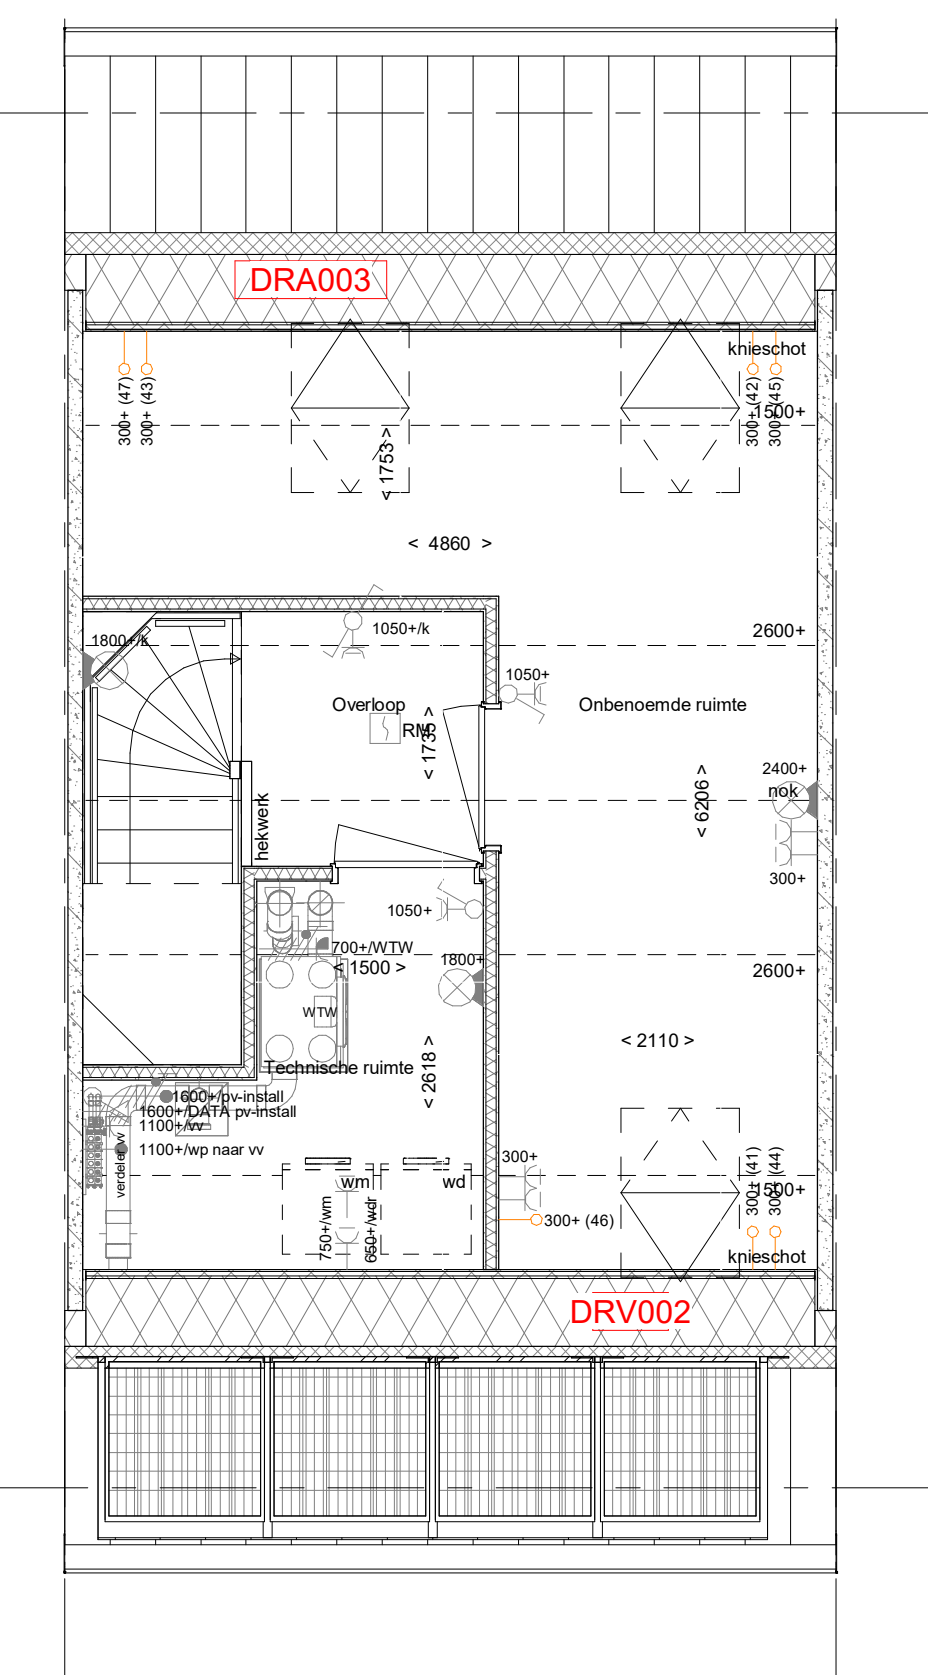 DRA003
knieschot
300+ (47)
300+ (43)
300+ (42)
300+ (45)
1500+
< 1753 >
< 4860 >
1050+/k
2600+
1800+/k
1050+
Overloop
Onbenoemde ruimte
RM
< 1735 >
2400+
nok
< 6206 >
hekwerk
300+
1050+
700+/WTW
1800+
< 1500 >
2600+
WTW
< 2110 >
Technische ruimte
< 2618 >
1600+/pv-install
1600+/DATA pv-install
1100+/vv
1100+/wp naar vv
verdeler vv
300+
wm
wd
750+/wm
650+/wdr
300+ (46)
300+ (41)
300+ (44)
1500+
knieschot
DRV002